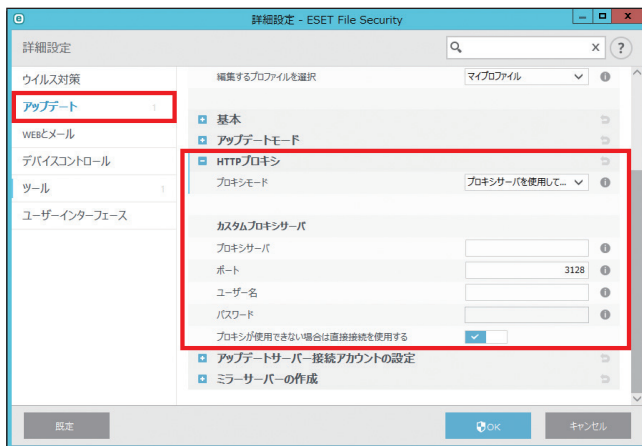 詳細設定 - ESET File Security
詳細設定
ウイルス対策
アップデート 1
WEBとメール
デバイスコントロール
ツール 1
ユーザーインターフェース
編集するプロファイルを選択 マイプロファイル
基本
アップデートモード
HTTPプロキシ
プロキシモード プロキシサーバを使用して...
カスタムプロキシサーバ
プロキシサーバ
ポート 3128
ユーザー名
パスワード
プロキシが使用できない場合は直接接続を使用する
アップデートサーバー接続アカウントの設定
ミラーサーバーの作成
既定 OK キャンセル